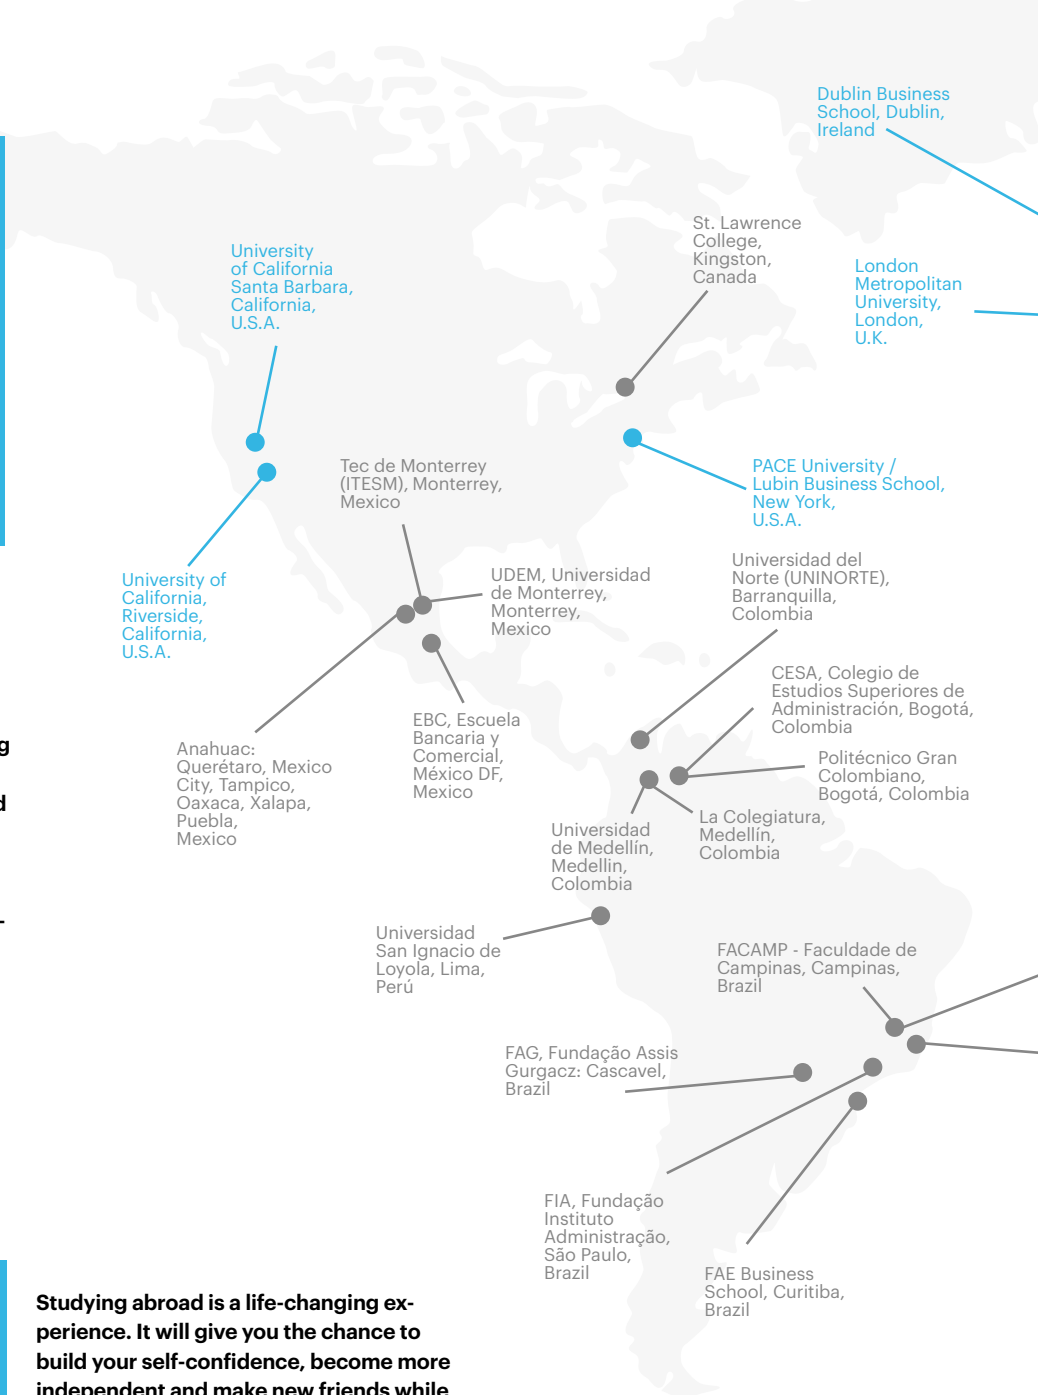 Dublin Business
School, Dublin,
Ireland
St. Lawrence
College,
Kingston,
Canada
University
of California
Santa Barbara,
California,
U.S.A.
London
Metropolitan
University,
London,
U.K.
Tec de Monterrey
(ITESM), Monterrey,
Mexico
PACE University /
Lubin Business School,
New York,
U.S.A.
University of
California,
Riverside,
California,
U.S.A.
UDEM, Universidad
de Monterrey,
Monterrey,
Mexico
Universidad del
Norte (UNINORTE),
Barranquilla,
Colombia
CESA, Colegio de
Estudios Superiores de
Administración, Bogotá,
Colombia
Anahuac:
Querétaro, Mexico
City, Tampico,
Oaxaca, Xalapa,
Puebla,
Mexico
EBC, Escuela
Bancaria y
Comercial,
México DF,
Mexico
Politécnico Gran
Colombiano,
Bogotá, Colombia
La Colegiatura,
Medellín,
Colombia
Universidad
de Medellín,
Medellin,
Colombia
Universidad
San Ignacio de
Loyola, Lima,
Perú
FACAMP - Faculdade de
Campinas, Campinas,
Brazil
FAG, Fundação Assis
Gurgacz: Cascavel,
Brazil
FIA, Fundação
Instituto
Administração,
São Paulo,
Brazil
FAE Business
School, Curitiba,
Brazil
Studying abroad is a life-changing ex-
perience. It will give you the chance to
build your self-confidence, become more
independent and make new friends while